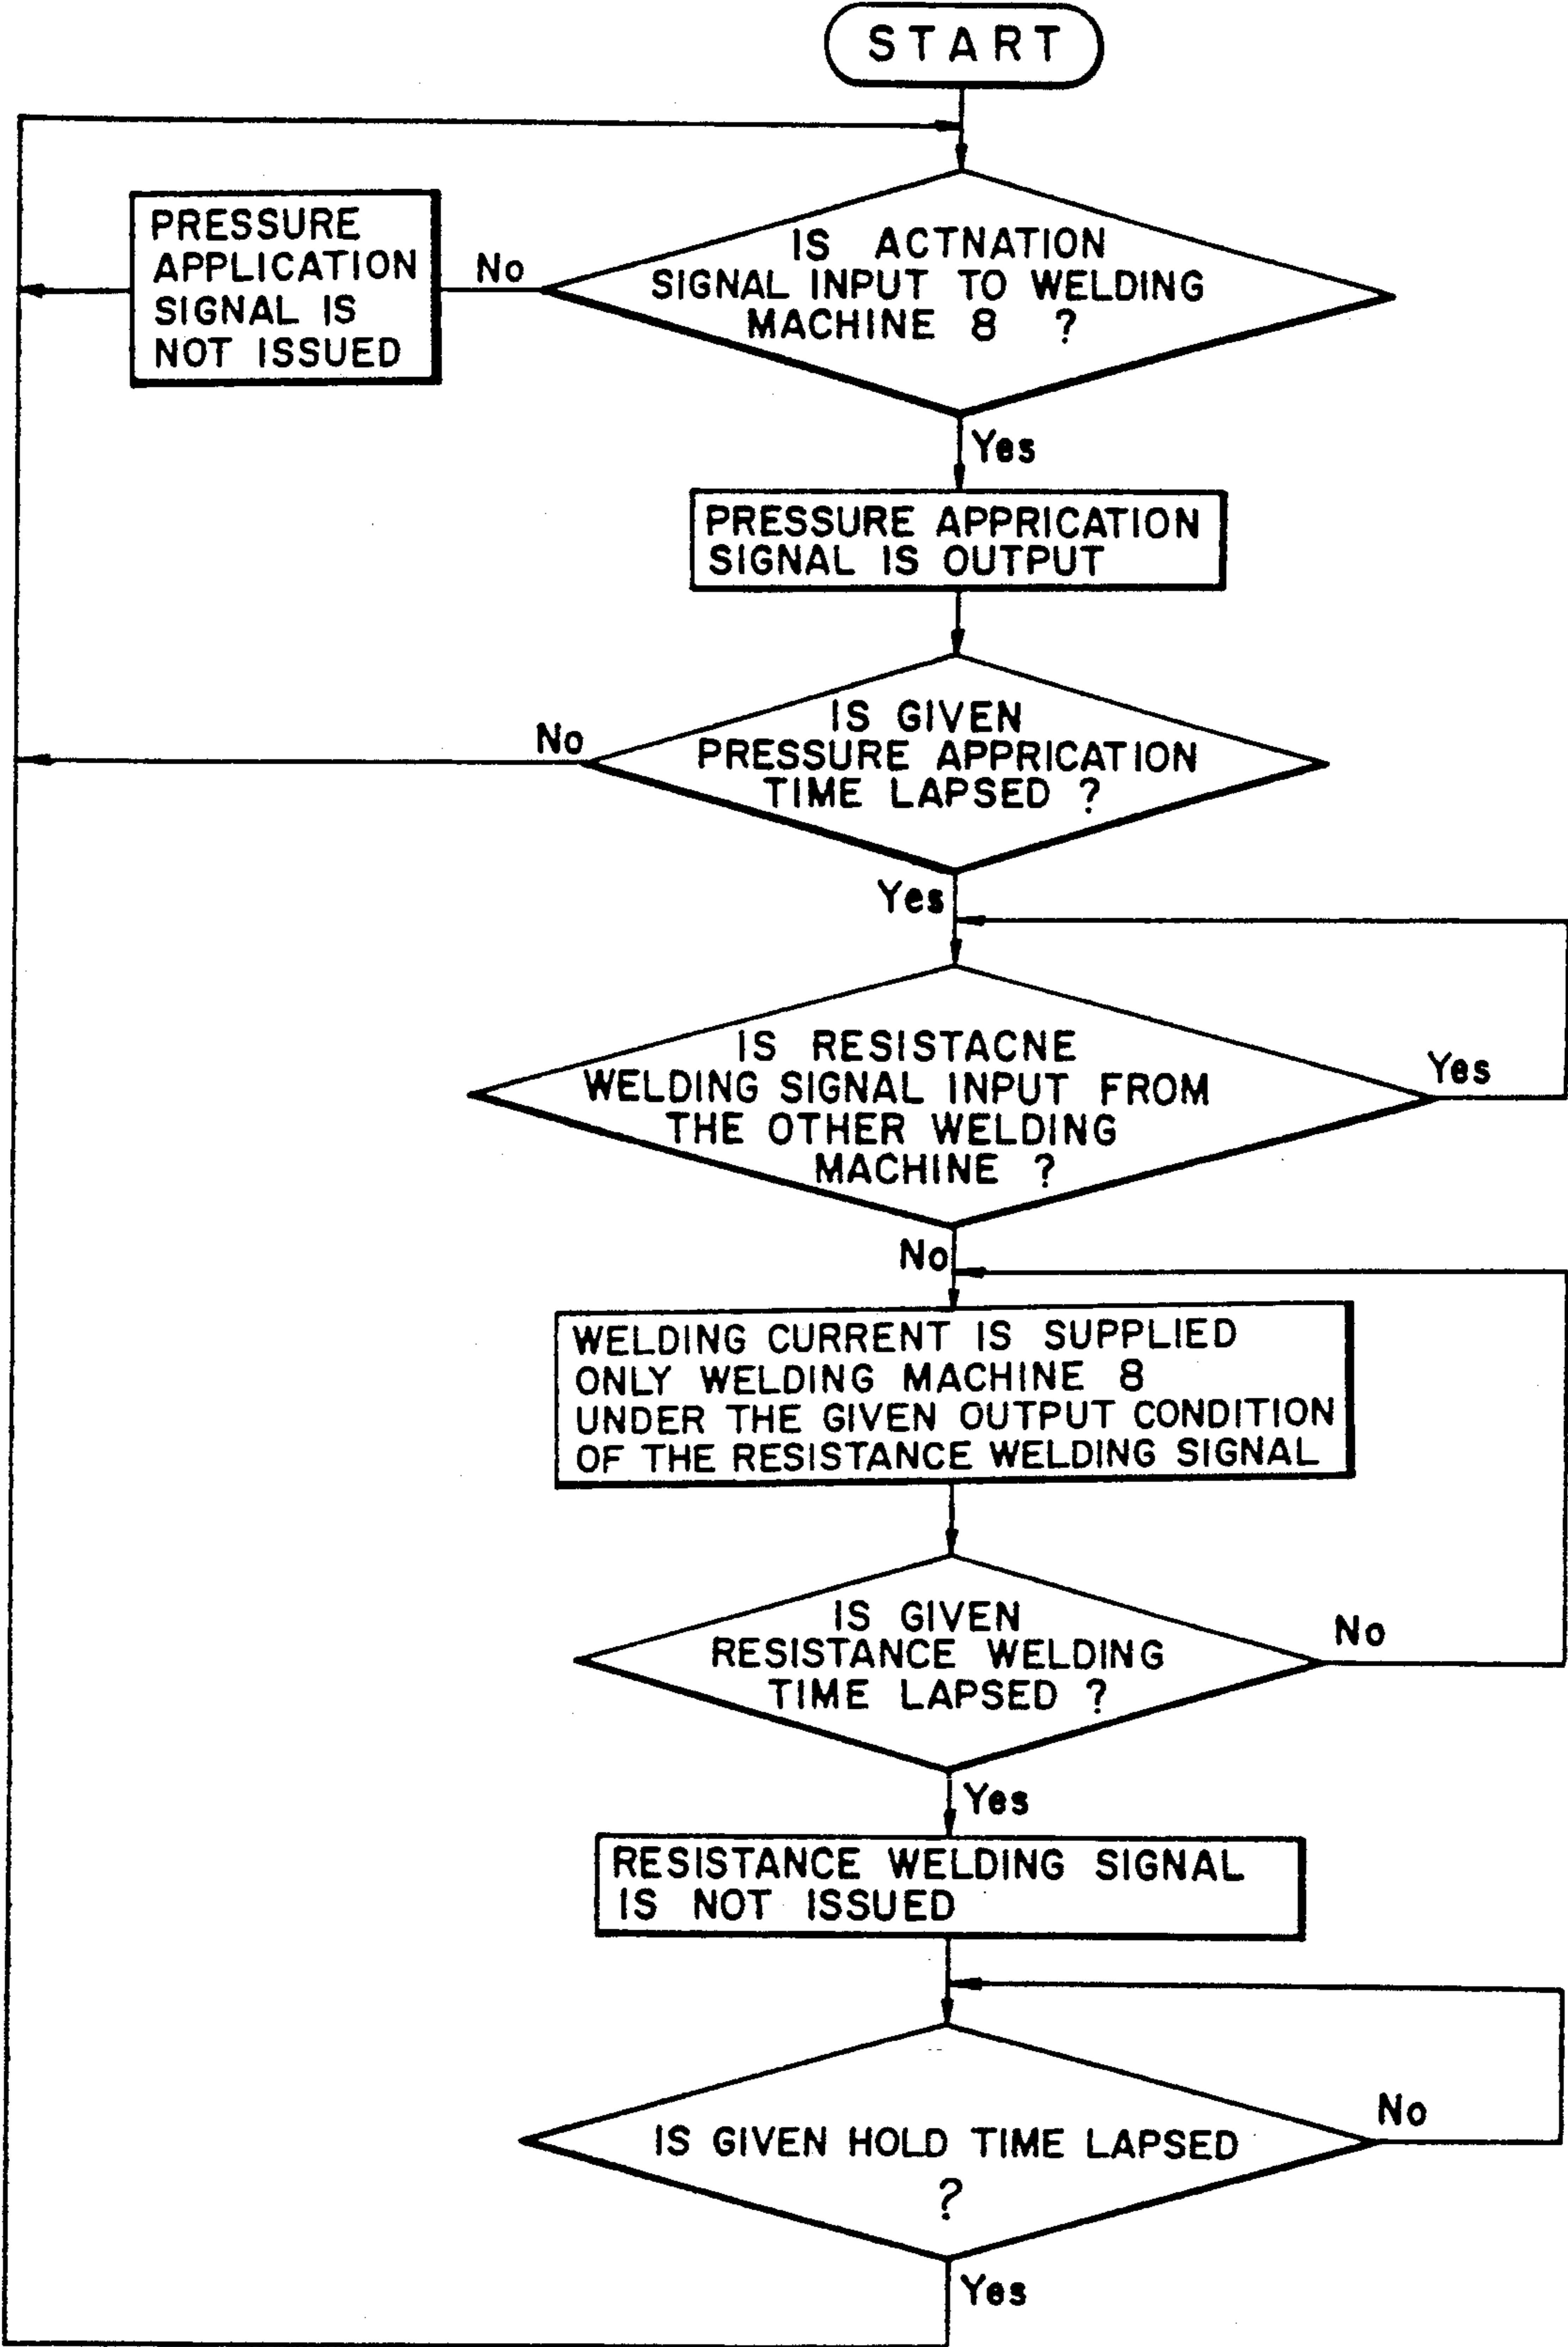 START
IS ACTNATION
SIGNAL INPUT TO WELDING
MACHINE 8 ?
No
PRESSURE
APPLICATION
SIGNAL IS
NOT ISSUED
Yes
PRESSURE APPRICATION
SIGNAL IS OUTPUT
IS GIVEN
PRESSURE APPRICATION
TIME LAPSED ?
No
Yes
IS RESISTACNE
WELDING SIGNAL INPUT FROM
THE OTHER WELDING
MACHINE ?
Yes
No
WELDING CURRENT IS SUPPLIED
ONLY WELDING MACHINE 8
UNDER THE GIVEN OUTPUT CONDITION
OF THE RESISTANCE WELDING SIGNAL
IS GIVEN
RESISTANCE WELDING
TIME LAPSED ?
No
Yes
RESISTANCE WELDING SIGNAL
IS NOT ISSUED
IS GIVEN HOLD TIME LAPSED
?
No
Yes